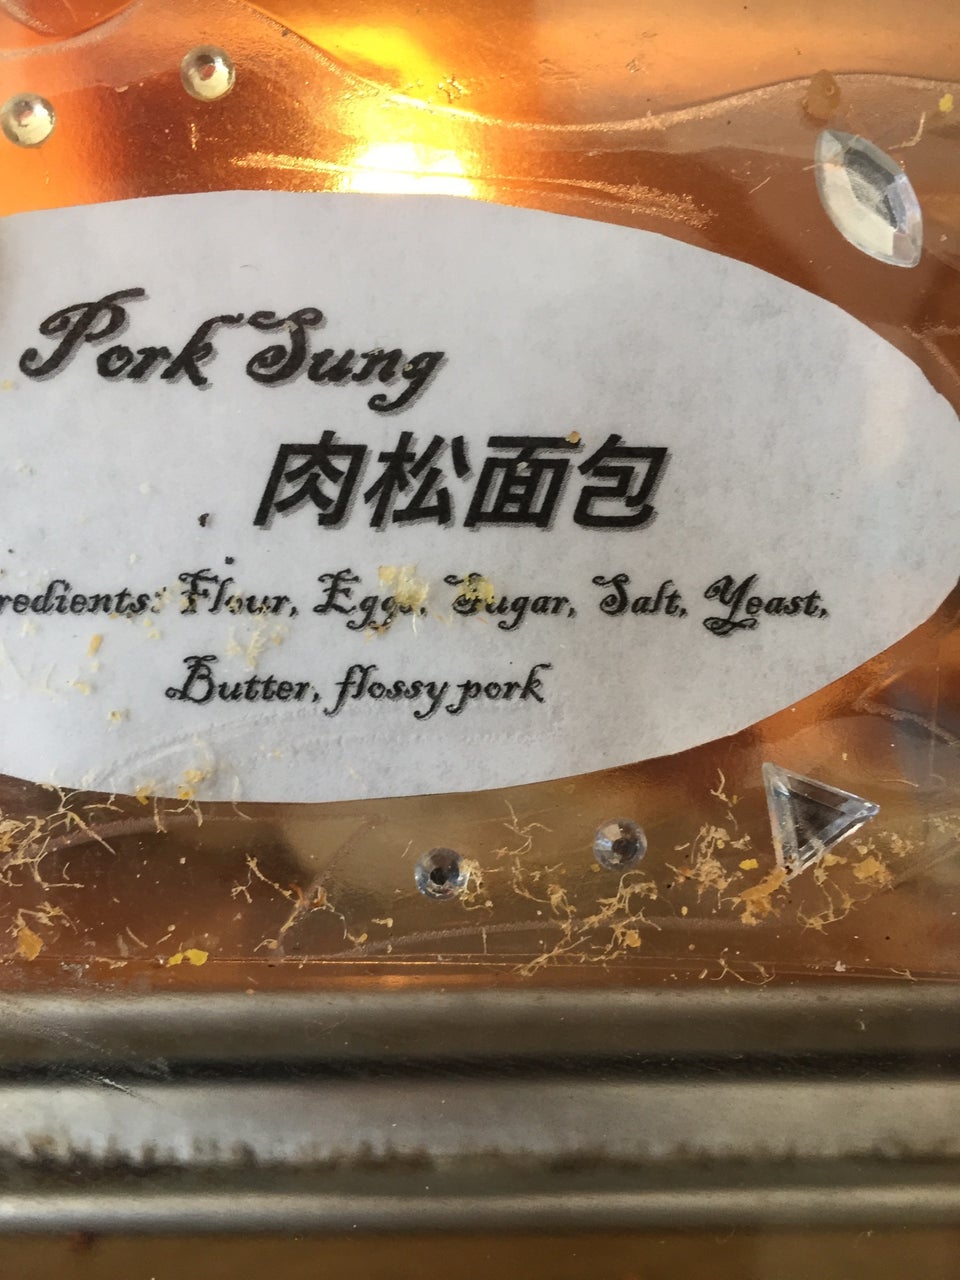 Pork Sung
肉松面包
redients: Flour, Eggs, Sugar, Salt, Yeast,
Butter, flossy pork